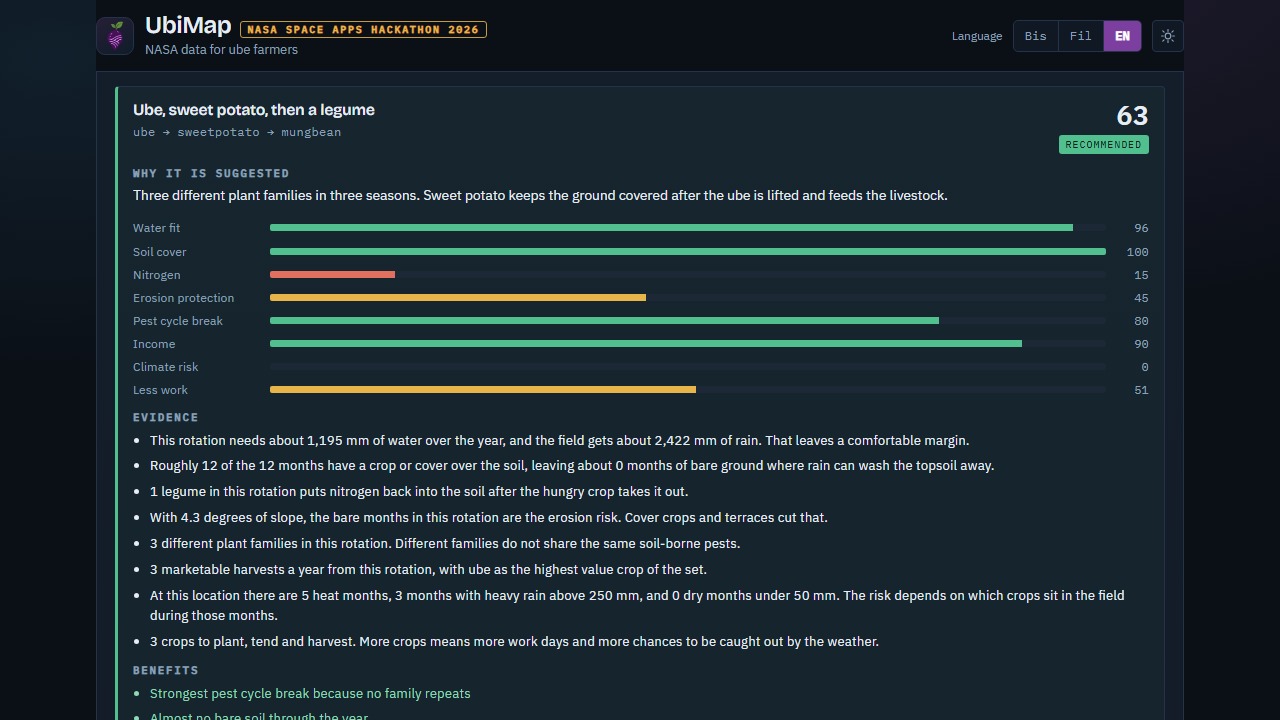 UbiMap NASA SPACE APPS HACKATHON 2026
NASA data for ube farmers
Language Bis Fil EN
Ube, sweet potato, then a legume
63
ube → sweetpotato → mungbean
RECOMMENDED
WHY IT IS SUGGESTED
Three different plant families in three seasons. Sweet potato keeps the ground covered after the ube is lifted and feeds the livestock.
Water fit 96
Soil cover 100
Nitrogen 15
Erosion protection 45
Pest cycle break 80
Income 90
Climate risk 0
Less work 51
EVIDENCE
• This rotation needs about 1,195 mm of water over the year, and the field gets about 2,422 mm of rain. That leaves a comfortable margin.
• Roughly 12 of the 12 months have a crop or cover over the soil, leaving about 0 months of bare ground where rain can wash the topsoil away.
• 1 legume in this rotation puts nitrogen back into the soil after the hungry crop takes it out.
• With 4.3 degrees of slope, the bare months in this rotation are the erosion risk. Cover crops and terraces cut that.
• 3 different plant families in this rotation. Different families do not share the same soil-borne pests.
• 3 marketable harvests a year from this rotation, with ube as the highest value crop of the set.
• At this location there are 5 heat months, 3 months with heavy rain above 250 mm, and 0 dry months under 50 mm. The risk depends on which crops sit in the field
during those months.
• 3 crops to plant, tend and harvest. More crops means more work days and more chances to be caught out by the weather.
BENEFITS
• Strongest pest cycle break because no family repeats
• Almost no bare soil through the year